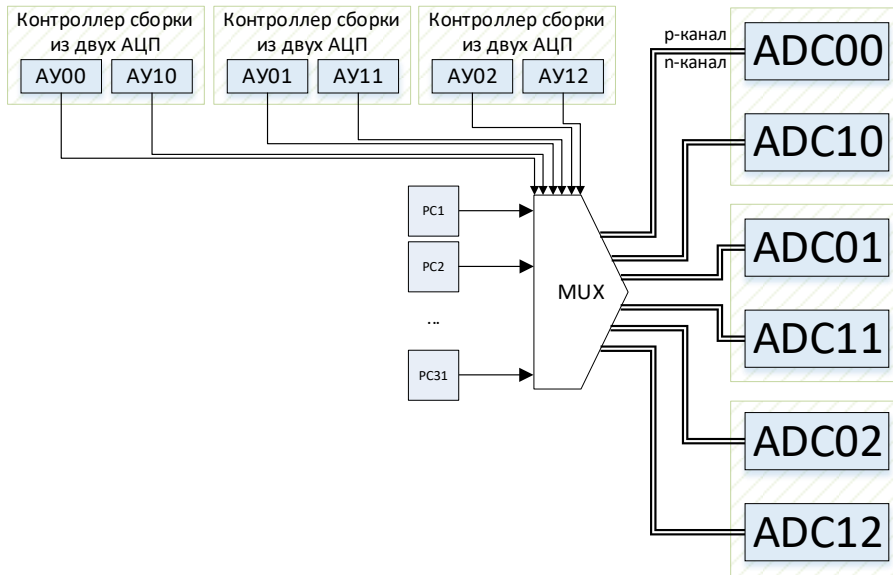 Контроллер сборки
из двух АЦП
АУ00 АУ10
Контроллер сборки
из двух АЦП
АУ01 АУ11
Контроллер сборки
из двух АЦП
АУ02 АУ12
p-канал
n-канал
ADC00
ADC10
ADC01
ADC11
ADC02
ADC12
PC1
PC2
...
PC31
MUX